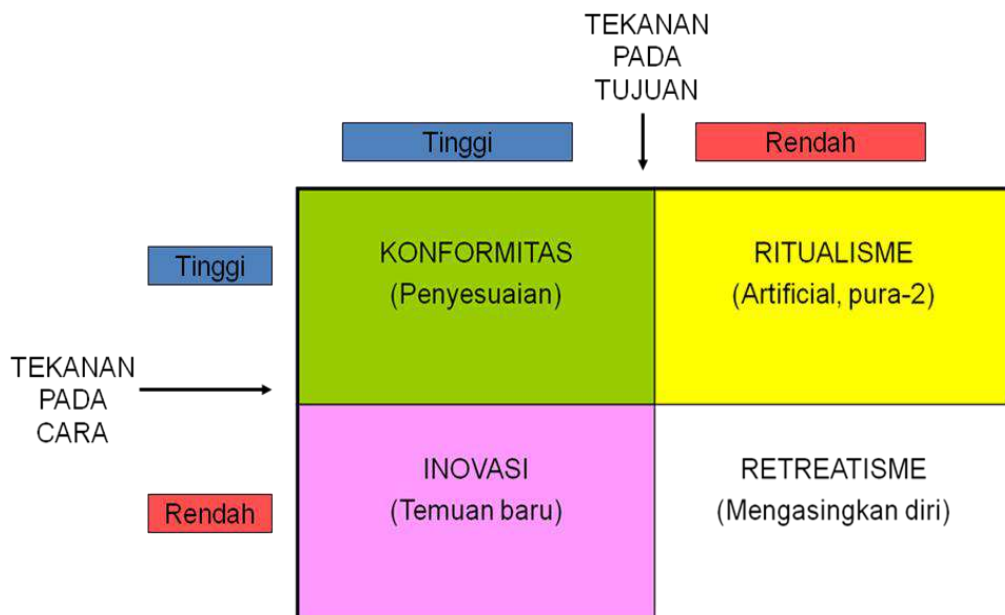 TEKANAN
PADA
TUJUAN
Tinggi
Rendah
Tinggi
KONFORMITAS
(Penyesuaian)
RITUALISME
(Artificial, pura-2)
TEKANAN
PADA
CARA
Rendah
INOVASI
(Temuan baru)
RETREATISME
(Mengasingkan diri)